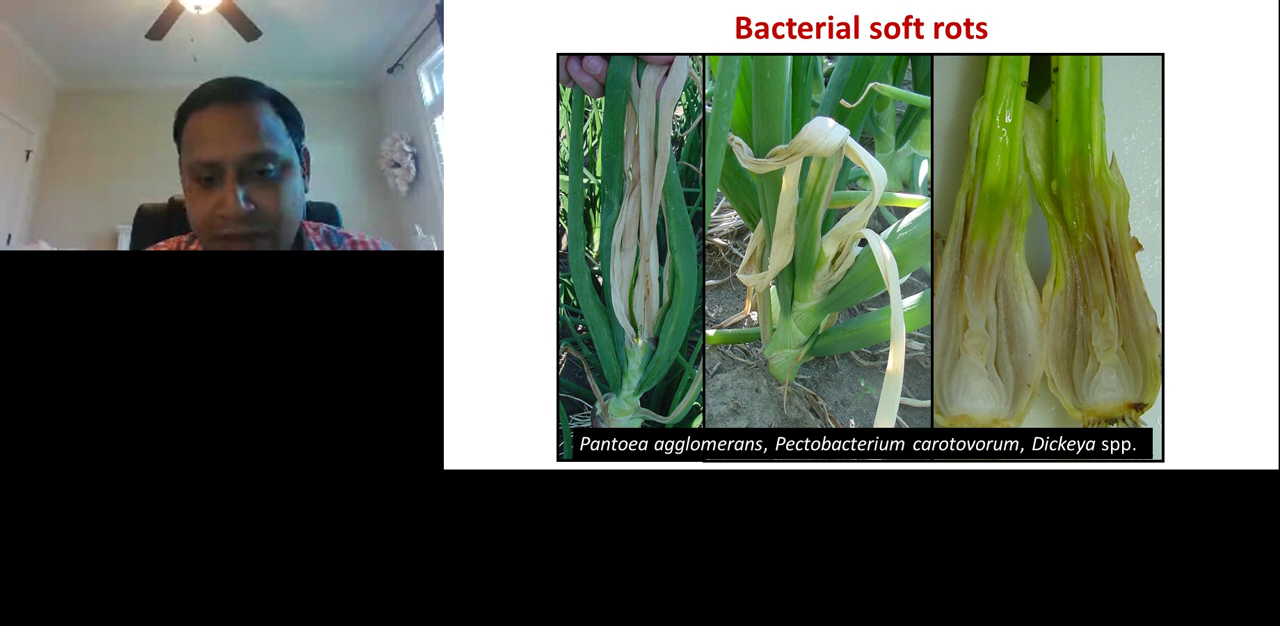 Bacterial soft rots
Pantoea agglomerans, Pectobacterium carotovorum, Dickeya spp.